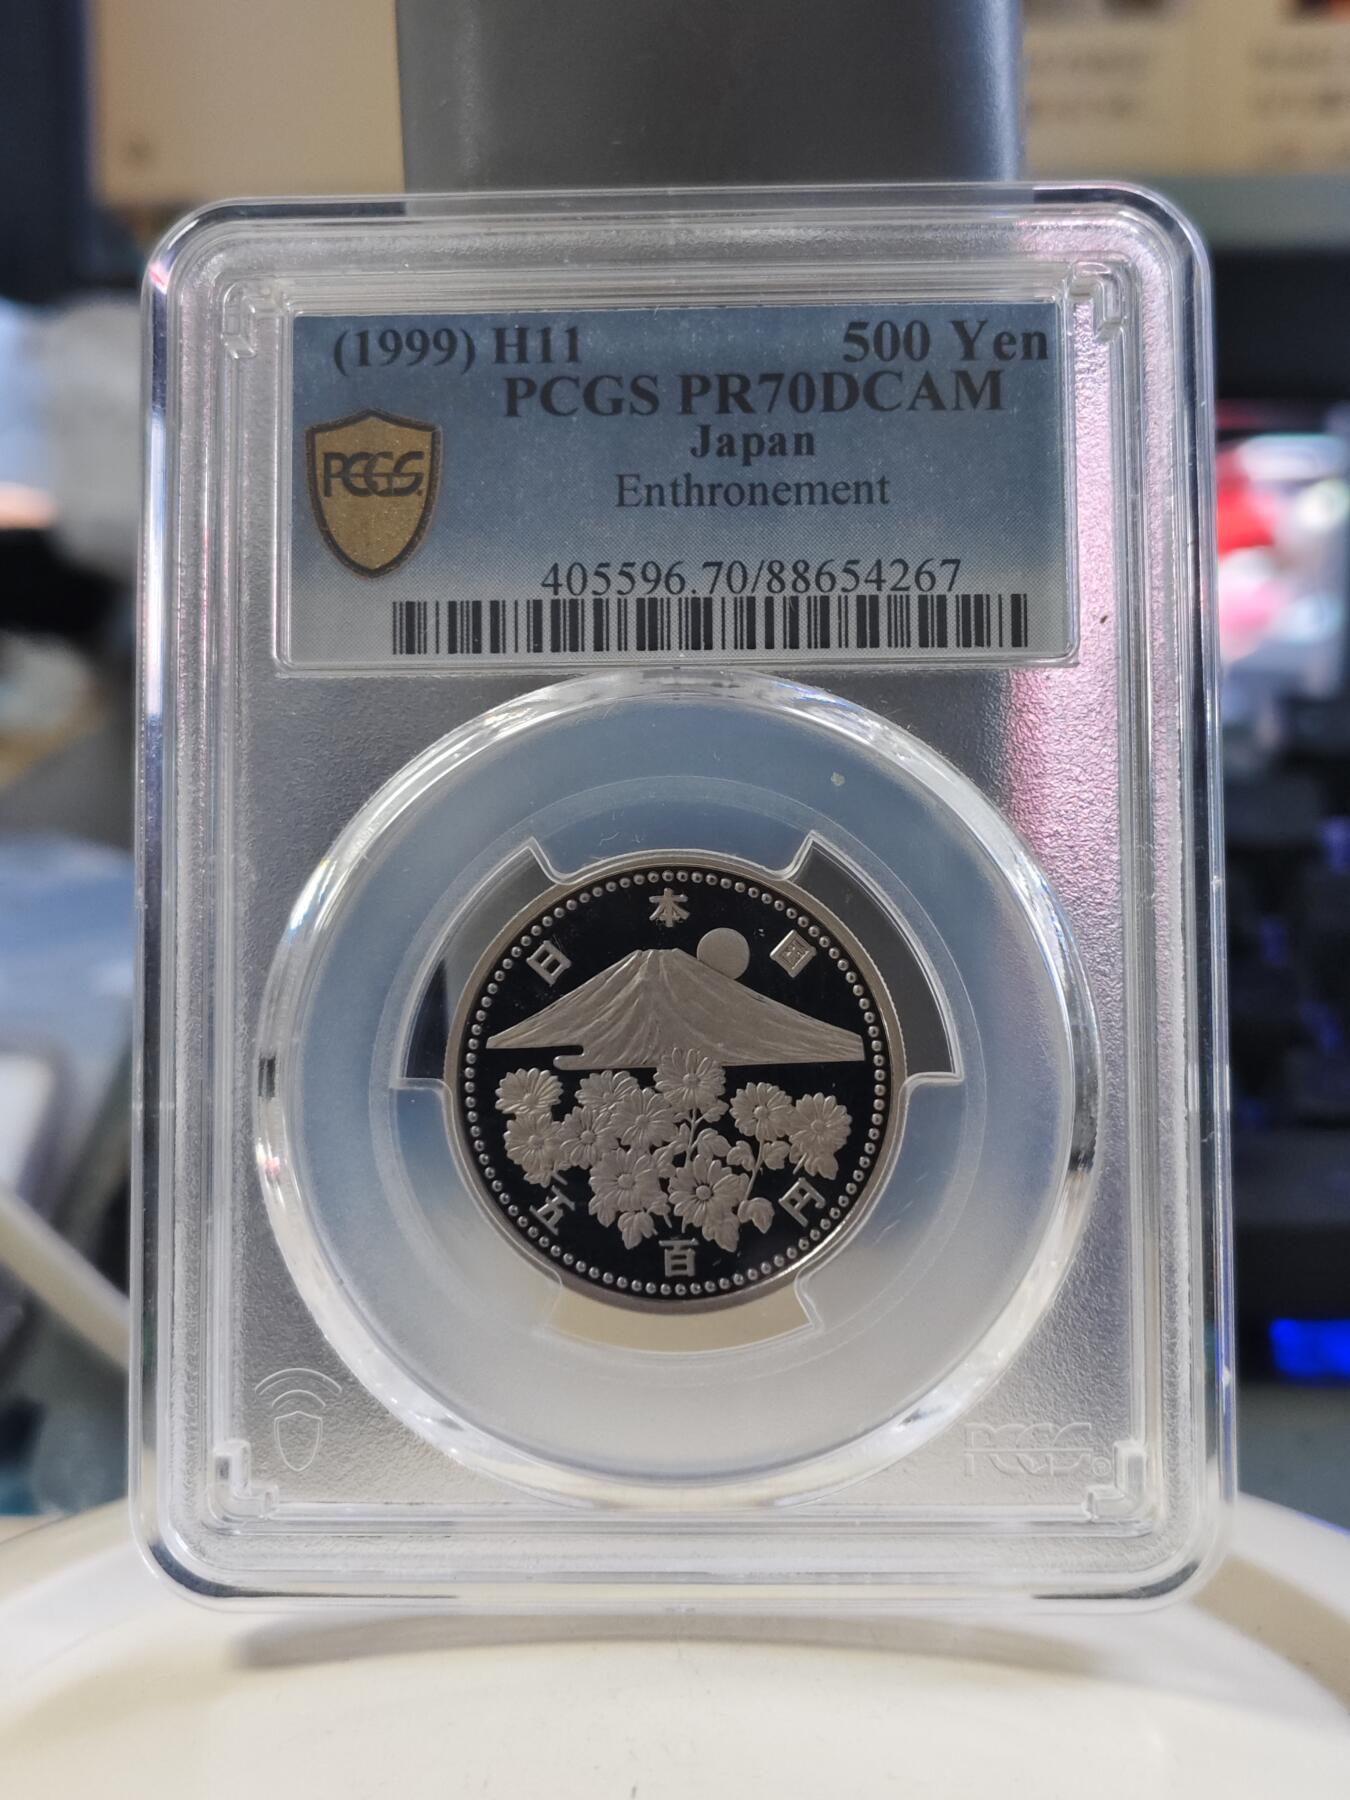 (1999) H11 500 Yen
PCGS PR70DCAM
Japan
Enthronement
PCGS
405596.70/88654267
日本国
五百円
PCGS